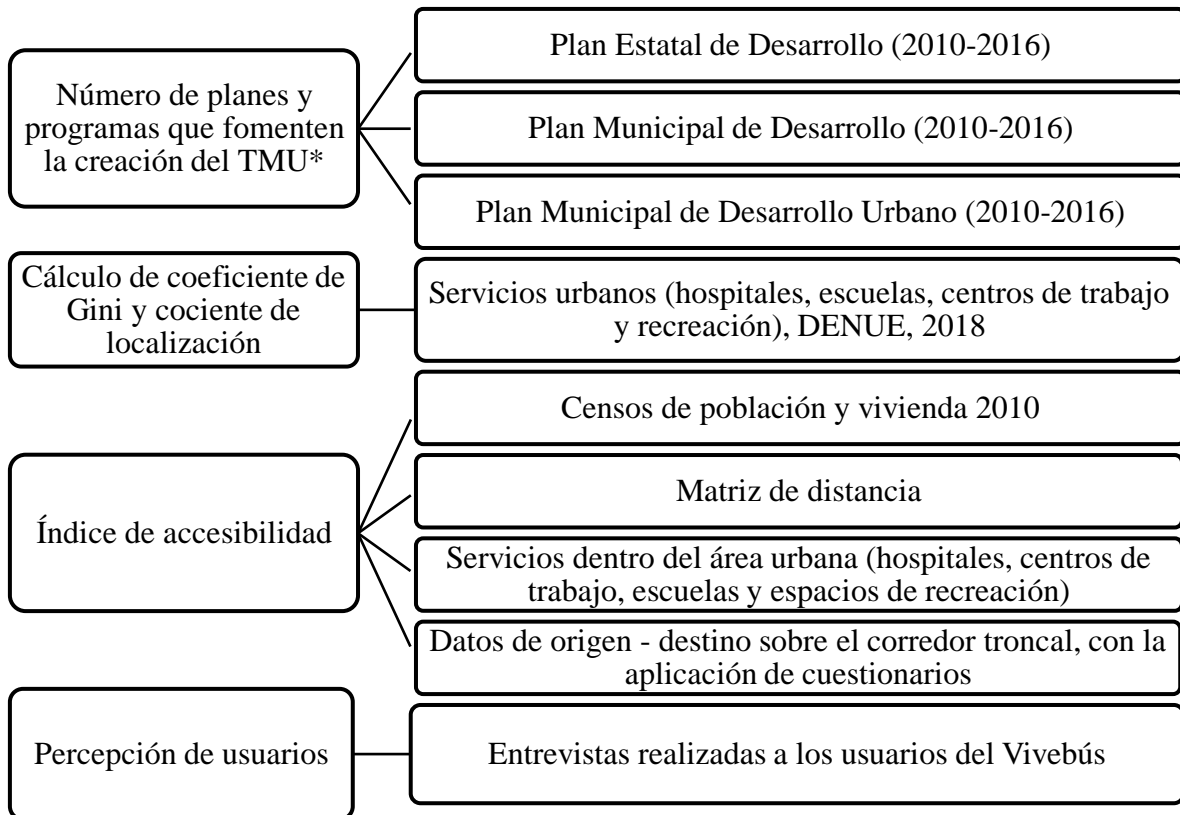 Número de planes y
programas que fomenten
la creación del TMU*
Plan Estatal de Desarrollo (2010-2016)
Plan Municipal de Desarrollo (2010-2016)
Plan Municipal de Desarrollo Urbano (2010-2016)
Cálculo de coeficiente de
Gini y cociente de
localización
Servicios urbanos (hospitales, escuelas, centros de trabajo
y recreación), DENUE, 2018
Índice de accesibilidad
Censos de población y vivienda 2010
Matriz de distancia
Servicios dentro del área urbana (hospitales, centros de
trabajo, escuelas y espacios de recreación)
Datos de origen - destino sobre el corredor troncal, con la
aplicación de cuestionarios
Percepción de usuarios
Entrevistas realizadas a los usuarios del Vivebús